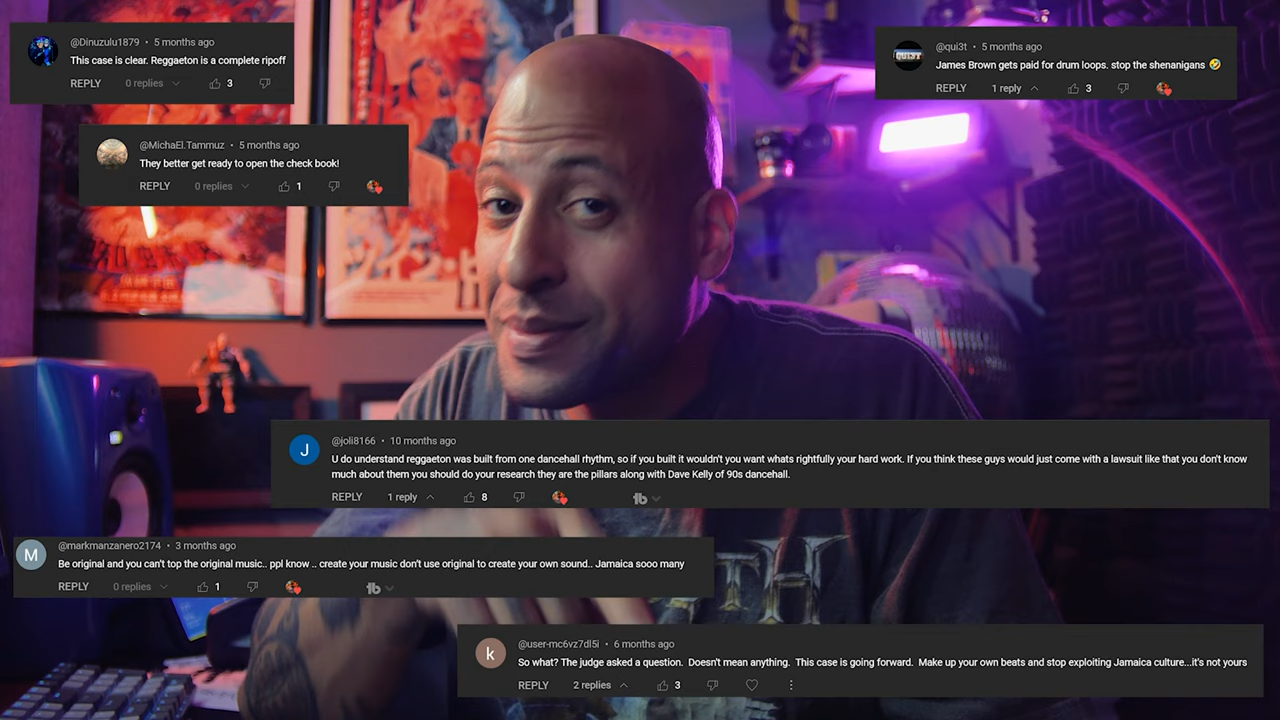 @Dinuzulu1879 • 5 months ago
This case is clear. Reggaeton is a complete ripoff
REPLY 0 replies 3
@qui3t • 5 months ago
James Brown gets paid for drum loops. stop the shenanigans 🤣
REPLY 1 reply 3
QUI3T
@MichaEl.Tammuz • 5 months ago
They better get ready to open the check book!
REPLY 0 replies 1
J
@joli8166 • 10 months ago
U do understand reggaeton was built from one dancehall rhythm, so if you built it wouldn't you want whats rightfully your hard work. If you think these guys would just come with a lawsuit like that you don't know
much about them you should do your research they are the pillars along with Dave Kelly of 90s dancehall.
REPLY 1 reply 8 tb
M
@markmanzanero2174 • 3 months ago
Be original and you can't top the original music.. ppl know .. create your music don't use original to create your own sound.. Jamaica sooo many
REPLY 0 replies 1 tb
k
@user-mc6vz7dl5i • 6 months ago
So what? The judge asked a question. Doesn't mean anything. This case is going forward. Make up your own beats and stop exploiting Jamaica culture...it's not yours
REPLY 2 replies 3